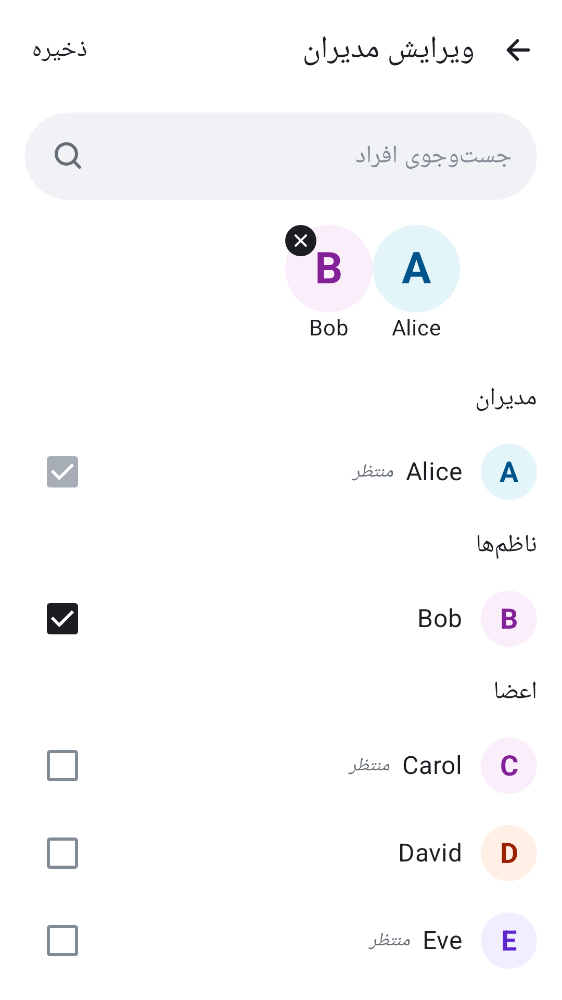 ویرایش مدیران
ذخیره
جست‌وجوی افراد
A
B
Alice
Bob
مدیران
A
Alice منتظر
ناظم‌ها
B
Bob
اعضا
C
Carol منتظر
D
David
E
Eve منتظر